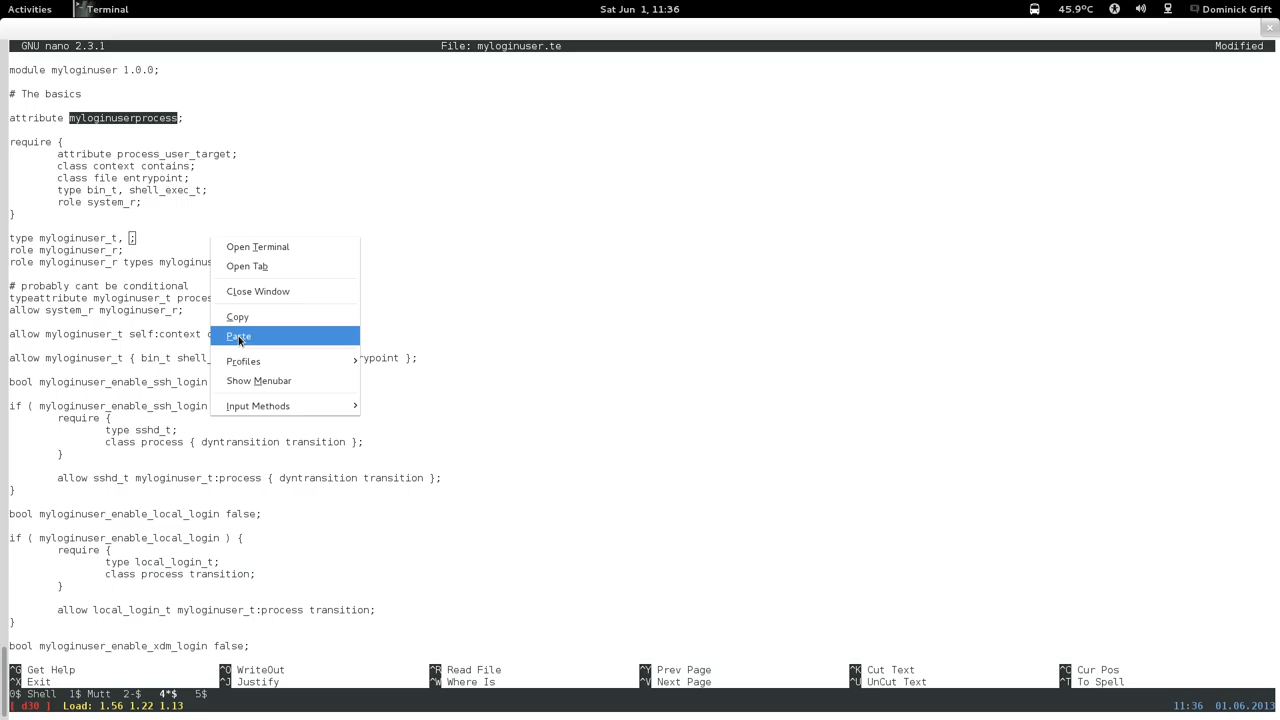 Activities Terminal Sat Jun 1, 11:36 45.9°C Dominick Grift
GNU nano 2.3.1 File: myloginuser.te Modified
module myloginuser 1.0.0;
# The basics
attribute myloginuserprocess;
require {
attribute process_user_target;
class context contains;
class file entrypoint;
type bin_t, shell_exec_t;
role system_r;
}
type myloginuser_t, ;
role myloginuser_r;
role myloginuser_r types myloginus
# probably cant be conditional
typeattribute myloginuser_t proces
allow system_r myloginuser_r;
allow myloginuser_t self:context c
allow myloginuser_t { bin_t shell_ rypoint };
bool myloginuser_enable_ssh_login
if ( myloginuser_enable_ssh_login
require {
type sshd_t;
class process { dyntransition transition };
}
allow sshd_t myloginuser_t:process { dyntransition transition };
}
bool myloginuser_enable_local_login false;
if ( myloginuser_enable_local_login ) {
require {
type local_login_t;
class process transition;
}
allow local_login_t myloginuser_t:process transition;
}
bool myloginuser_enable_xdm_login false;
Open Terminal
Open Tab
Close Window
Copy
Paste
Profiles
Show Menubar
Input Methods
^G Get Help ^O WriteOut ^R Read File ^Y Prev Page ^K Cut Text ^C Cur Pos
^X Exit ^J Justify ^W Where Is ^V Next Page ^U UnCut Text ^T To Spell
0$ Shell 1$ Mutt 2-$ 4*$ 5$
[ d30 ] Load: 1.56 1.22 1.13 11:36 01.06.2013